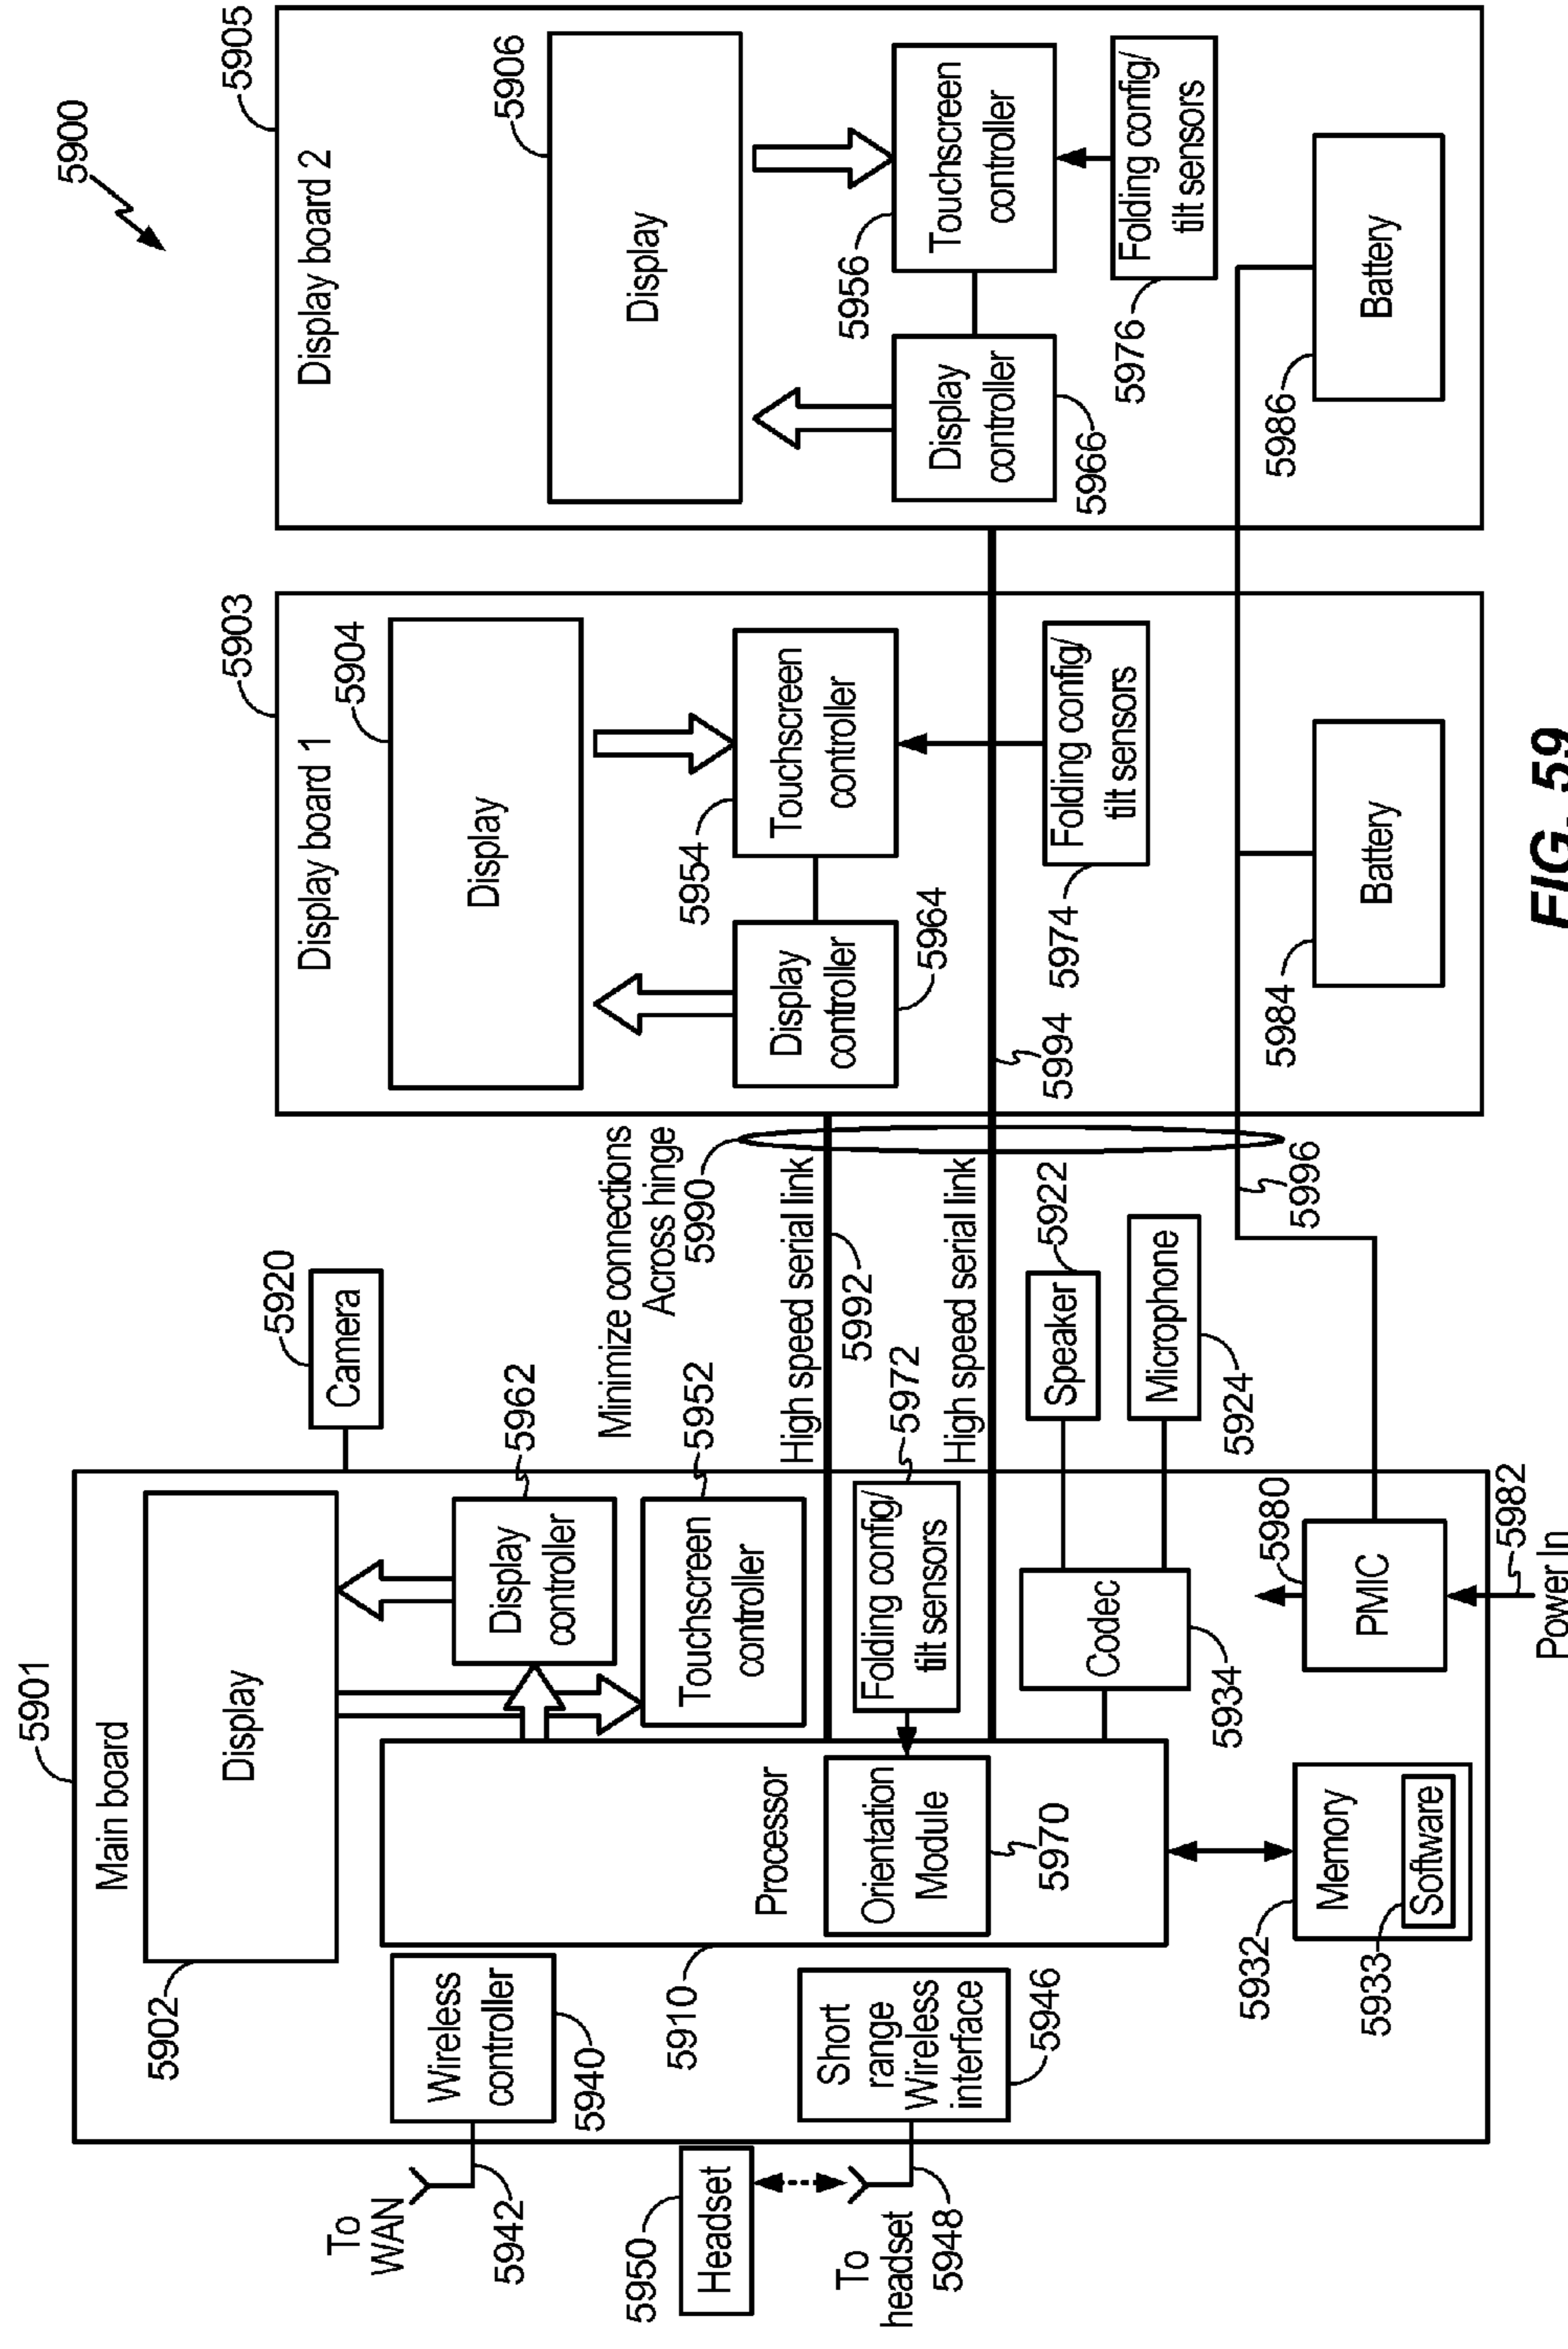 5900
5901
Main board
5902
Display
5920
Camera
5962
Display
controller
5952
Touchscreen
controller
Wireless
controller
5940
To
WAN
5942
5910
Processor
Orientation
Module
5970
Folding config/
tilt sensors
5972
5950
Headset
To
headset
5948
Short
range
Wireless
interface
5946
Minimize connections
Across hinge
5990
High speed serial link
5992
High speed serial link
5994
Speaker
5922
Microphone
5924
Codec
5934
5932
Memory
5933
Software
5980
PMIC
5982
Power In
5996
5903
Display board 1
5904
Display
5954
Touchscreen
controller
Display
controller
5964
Folding config/
tilt sensors
5974
5984
Battery
5905
Display board 2
5906
Display
5956
Touchscreen
controller
Display
controller
5966
Folding config/
tilt sensors
5976
5986
Battery
FIG. 59